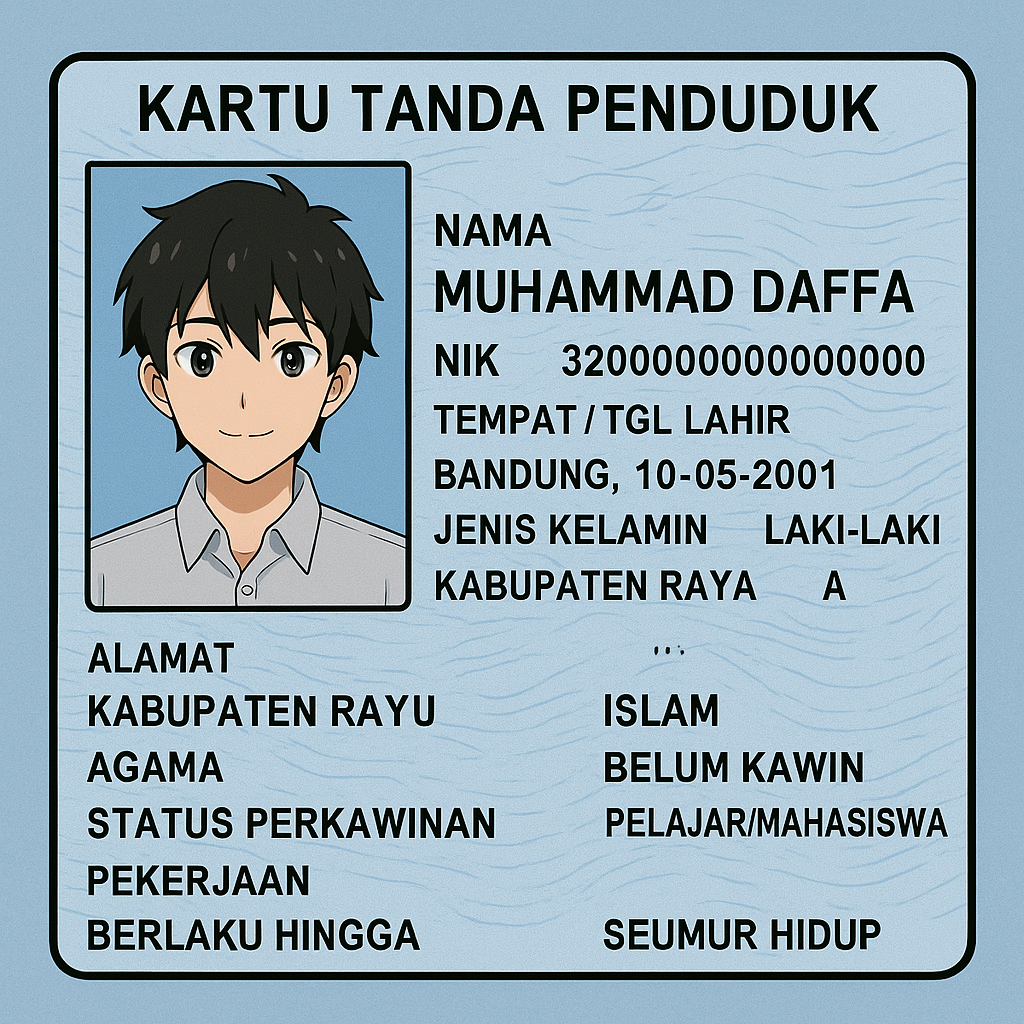 KARTU TANDA PENDUDUK
NAMA
MUHAMMAD DAFFA
NIK 3200000000000000
TEMPAT / TGL LAHIR
BANDUNG, 10-05-2001
JENIS KELAMIN LAKI-LAKI
KABUPATEN RAYA A
ALAMAT
KABUPATEN RAYU ISLAM
AGAMA BELUM KAWIN
STATUS PERKAWINAN PELAJAR/MAHASISWA
PEKERJAAN
BERLAKU HINGGA SEUMUR HIDUP